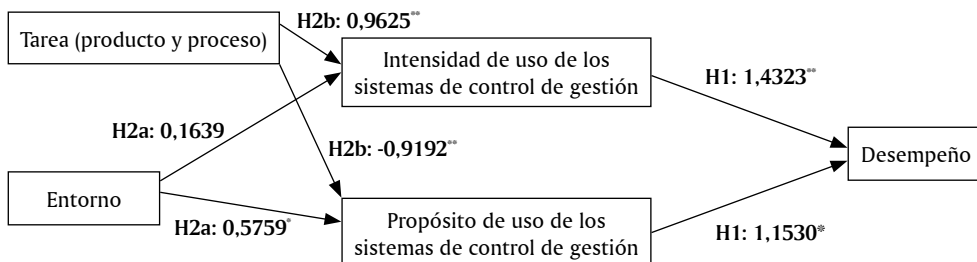 Tarea (producto y proceso)
H2b: 0,9625**
Intensidad de uso de los
sistemas de control de gestión
H1: 1,4323**
H2a: 0,1639
H2b: -0,9192**
Desempeño
Entorno
H2a: 0,5759*
Propósito de uso de los
sistemas de control de gestión
H1: 1,1530*